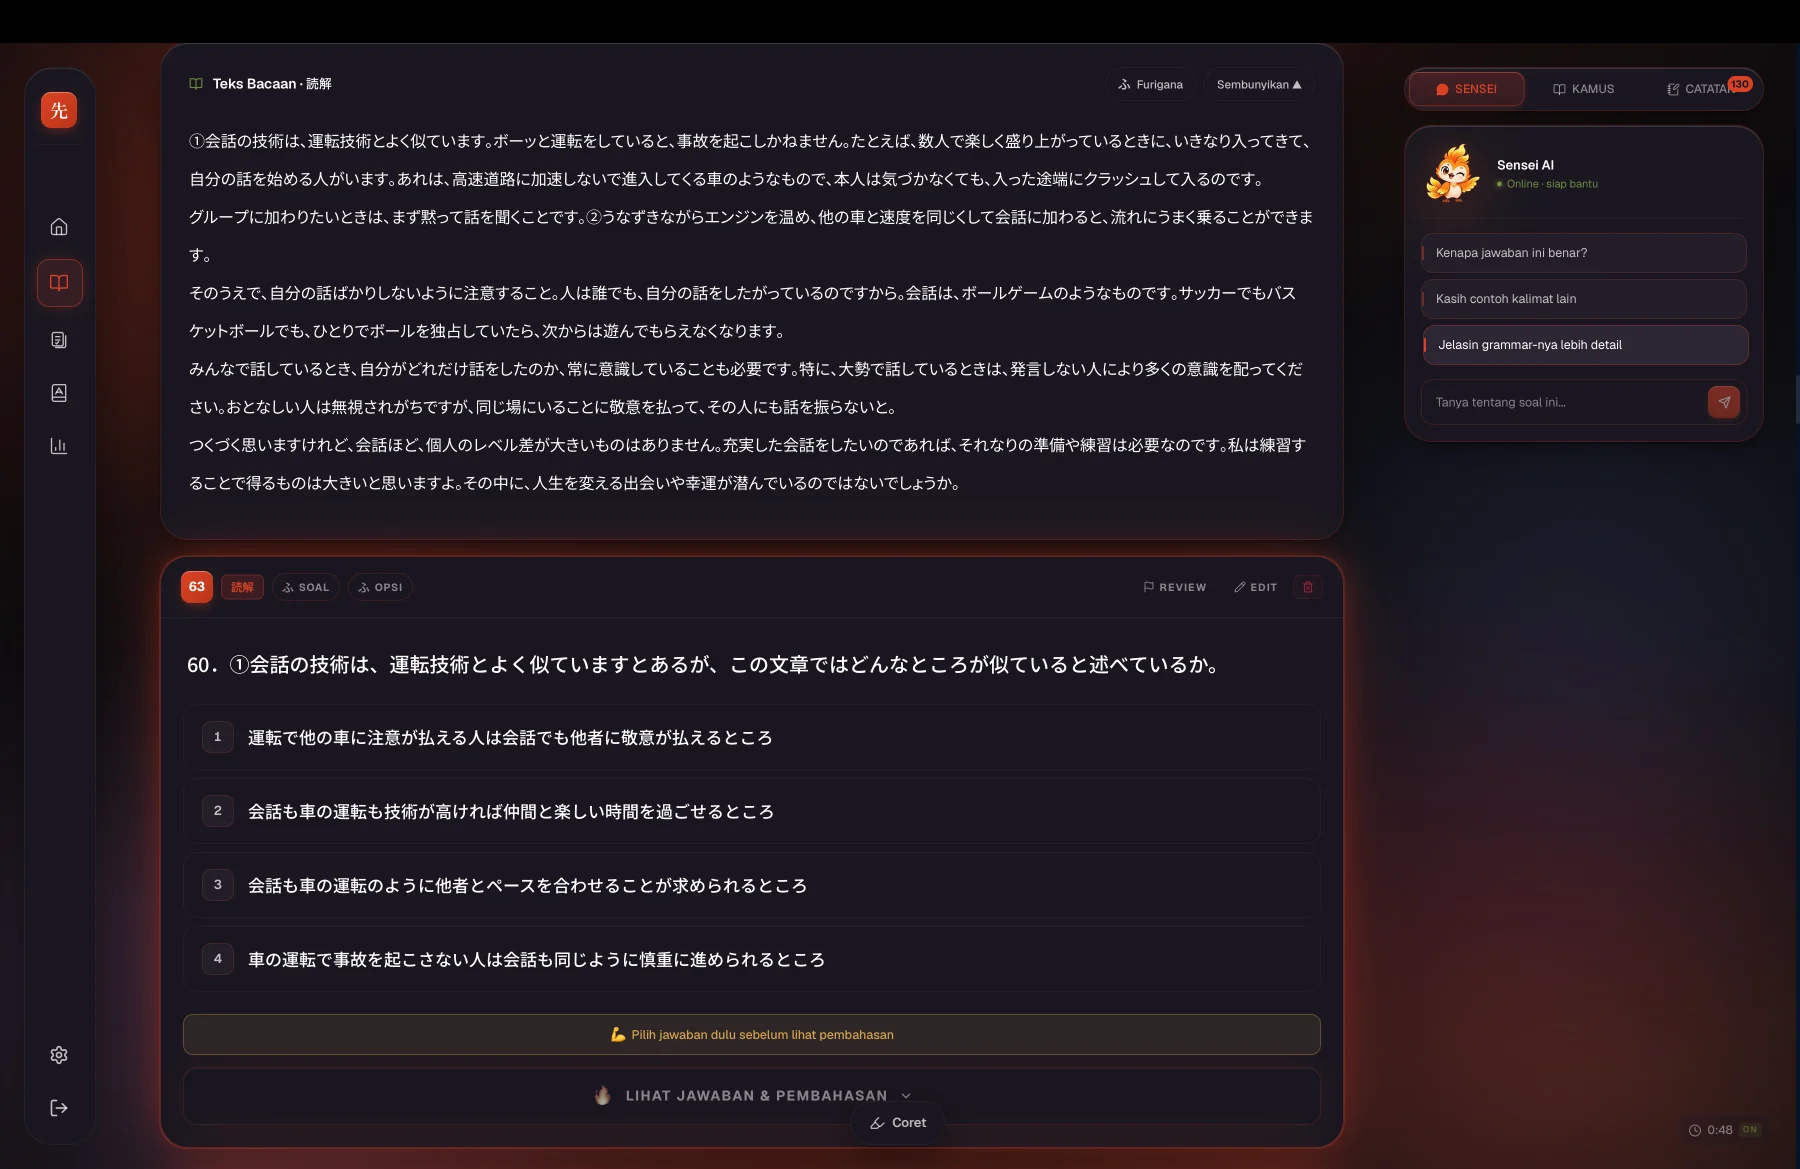 先
Teks Bacaan · 読解
ふ Furigana
Sembunyikan ▲
①会話の技術は、運転技術とよく似ています。ボーッと運転をしていると、事故を起こしかねません。たとえば、数人で楽しく盛り上がっているときに、いきなり入ってきて、
自分の話を始める人がいます。あれは、高速道路に加速しないで進入してくる車のようなもので、本人は気づかなくても、入った途端にクラッシュして入るのです。
グループに加わりたいときは、まず黙って話を聞くことです。②うなずきながらエンジンを温め、他の車と速度を同じくして会話に加わると、流れにうまく乗ることができま
す。
そのうえで、自分の話ばかりしないように注意すること。人は誰でも、自分の話をしたがっているのですから。会話は、ボールゲームのようなものです。サッカーでもバス
ケットボールでも、ひとりでボールを独占していたら、次からは遊んでもらえなくなります。
みんなで話しているとき、自分がどれだけ話をしたのか、常に意識していることも必要です。特に、大勢で話しているときは、発言しない人により多くの意識を配ってくだ
さい。おとなしい人は無視されがちですが、同じ場にいることに敬意を払って、その人にも話を振らないと。
つくづく思いますけれど、会話ほど、個人のレベル差が大きいものはありません。充実した会話をしたいのであれば、それなりの準備や練習は必要なのです。私は練習す
ることで得るものは大きいと思いますよ。その中に、人生を変える出会いや幸運が潜んでいるのではないでしょうか。
63
読解
ふ SOAL
ふ OPSI
REVIEW
EDIT
60. ①会話の技術は、運転技術とよく似ていますとあるが、この文章ではどんなところが似ていると述べているか。
1 運転で他の車に注意が払える人は会話でも他者に敬意が払えるところ
2 会話も車の運転も技術が高ければ仲間と楽しい時間を過ごせるところ
3 会話も車の運転のように他者とペースを合わせることが求められるところ
4 車の運転で事故を起こさない人は会話も同じように慎重に進められるところ
Pilih jawaban dulu sebelum lihat pembahasan
LIHAT JAWABAN & PEMBAHASAN
Coret
SENSEI
KAMUS
CATATAN
130
Sensei AI
Online · siap bantu
Kenapa jawaban ini benar?
Kasih contoh kalimat lain
Jelasin grammar-nya lebih detail
Tanya tentang soal ini...
0:48 ON